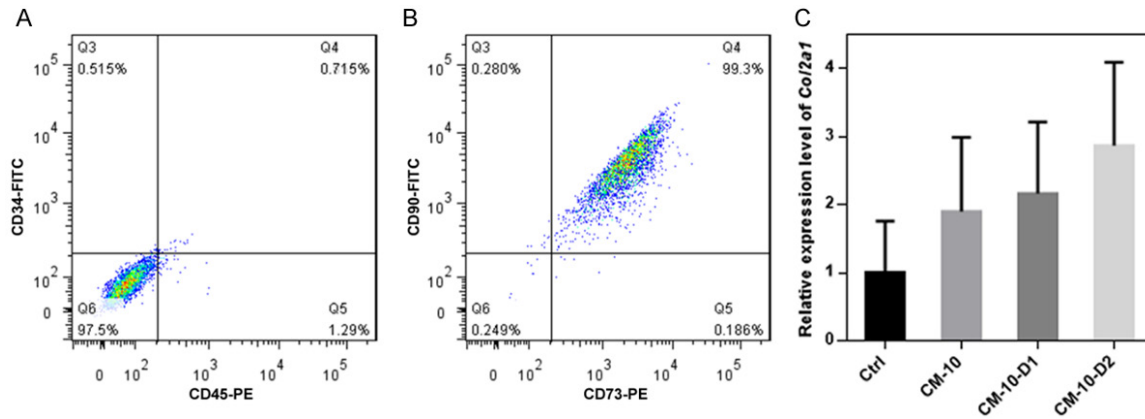 A
Q3
0.515%
Q4
0.715%
10^5
10^4
10^3
10^2
0
CD34-FITC
Q6
97.5%
Q5
1.29%
0 10^2 10^3 10^4 10^5
CD45-PE
B
Q3
0.280%
Q4
99.3%
10^5
10^4
10^3
10^2
0
CD90-FITC
Q6
0.249%
Q5
0.186%
0 10^2 10^3 10^4 10^5
CD73-PE
C
Relative expression level of Col2a1
4
3
2
1
0
Ctrl
CM-10
CM-10-D1
CM-10-D2